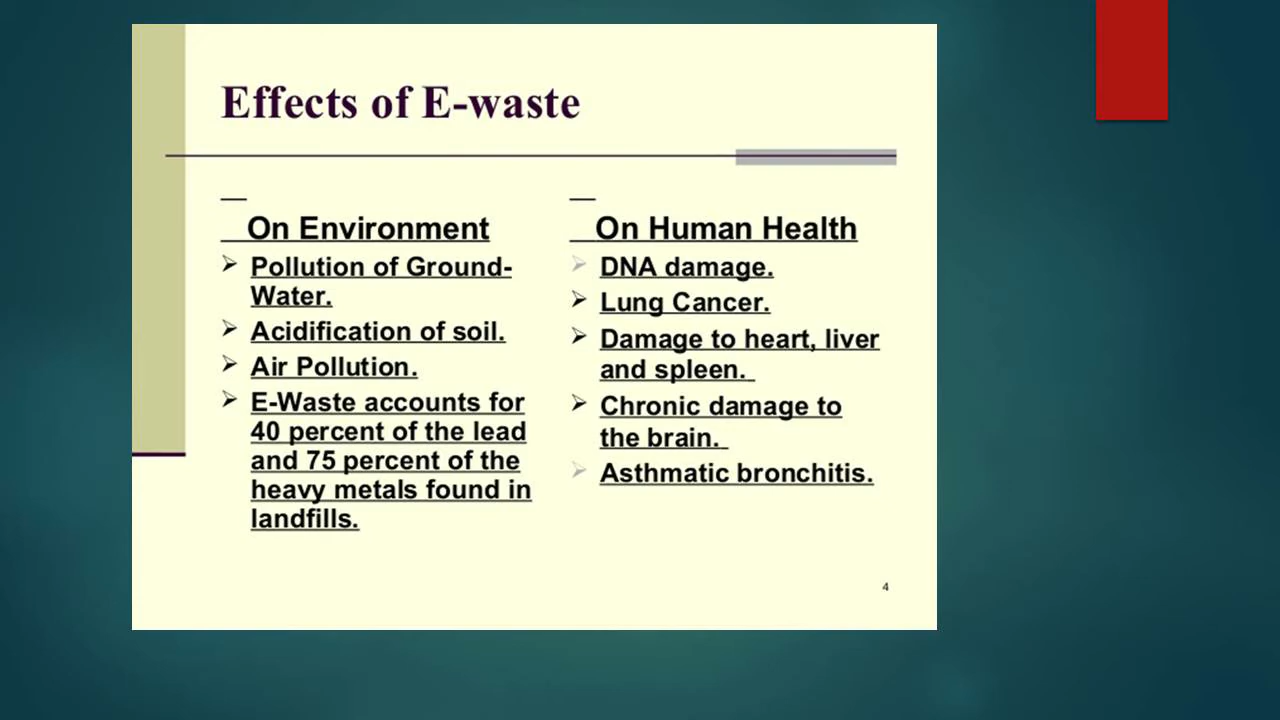 Effects of E-waste
On Environment
➢ Pollution of Ground-
Water.
➢ Acidification of soil.
➢ Air Pollution.
➢ E-Waste accounts for
40 percent of the lead
and 75 percent of the
heavy metals found in
landfills.
On Human Health
➢ DNA damage.
➢ Lung Cancer.
➢ Damage to heart, liver
and spleen.
➢ Chronic damage to
the brain.
➢ Asthmatic bronchitis.
4